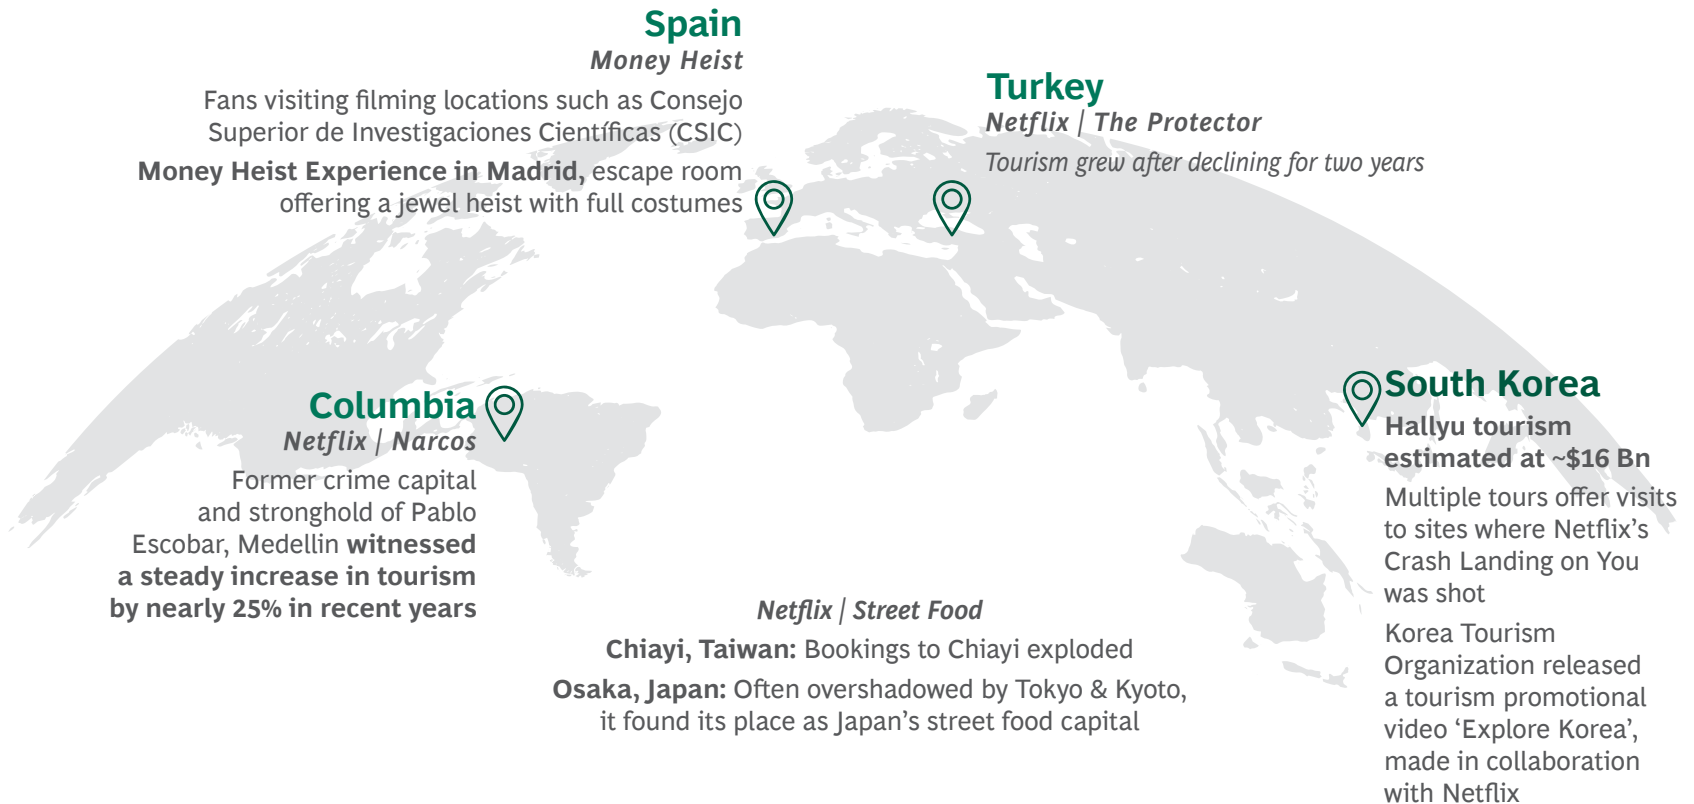 Spain
Money Heist
Fans visiting filming locations such as Consejo
Superior de Investigaciones Científicas (CSIC)
Money Heist Experience in Madrid, escape room
offering a jewel heist with full costumes
Turkey
Netflix | The Protector
Tourism grew after declining for two years
Columbia
Netflix | Narcos
Former crime capital
and stronghold of Pablo
Escobar, Medellin witnessed
a steady increase in tourism
by nearly 25% in recent years
Netflix | Street Food
Chiayi, Taiwan: Bookings to Chiayi exploded
Osaka, Japan: Often overshadowed by Tokyo & Kyoto,
it found its place as Japan’s street food capital
South Korea
Hallyu tourism
estimated at ~$16 Bn
Multiple tours offer visits
to sites where Netflix’s
Crash Landing on You
was shot
Korea Tourism
Organization released
a tourism promotional
video ‘Explore Korea’,
made in collaboration
with Netflix